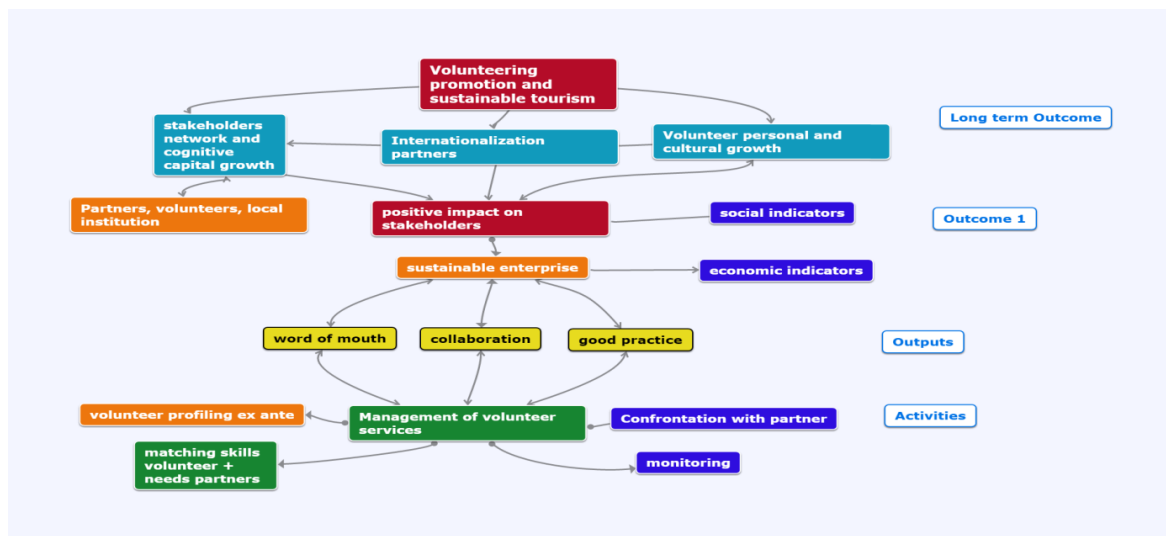 Volunteering
promotion and
sustainable tourism
stakeholders
network and
cognitive
capital growth
Internationalization
partners
Volunteer personal and
cultural growth
Long term Outcome
Partners, volunteers, local
institution
positive impact on
stakeholders
social indicators
Outcome 1
sustainable enterprise
economic indicators
word of mouth
collaboration
good practice
Outputs
volunteer profiling ex ante
Management of volunteer
services
Confrontation with partner
Activities
matching skills
volunteer +
needs partners
monitoring